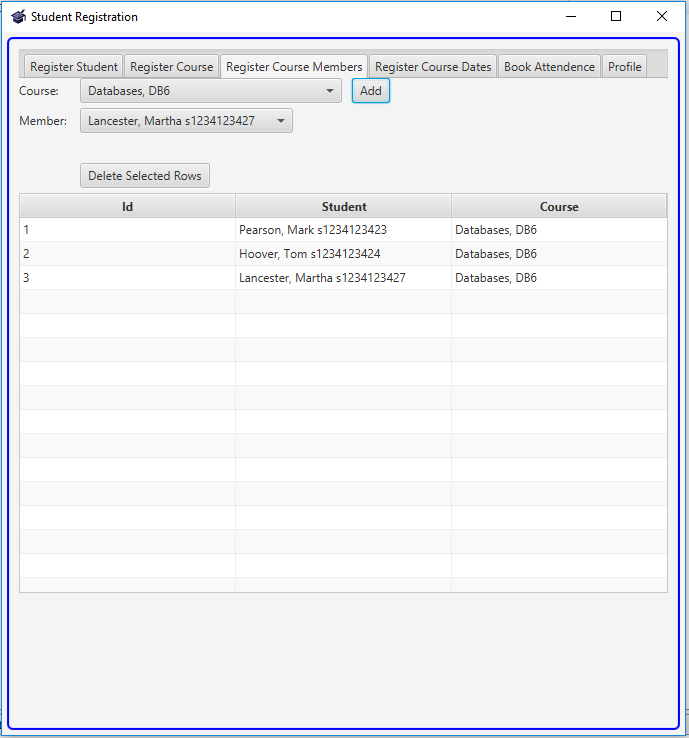 Student Registration
Register Student Register Course Register Course Members Register Course Dates Book Attendence Profile
Course: Databases, DB6 Add
Member: Lancester, Martha s1234123427
Delete Selected Rows
Id Student Course
1 Pearson, Mark s1234123423 Databases, DB6
2 Hoover, Tom s1234123424 Databases, DB6
3 Lancester, Martha s1234123427 Databases, DB6